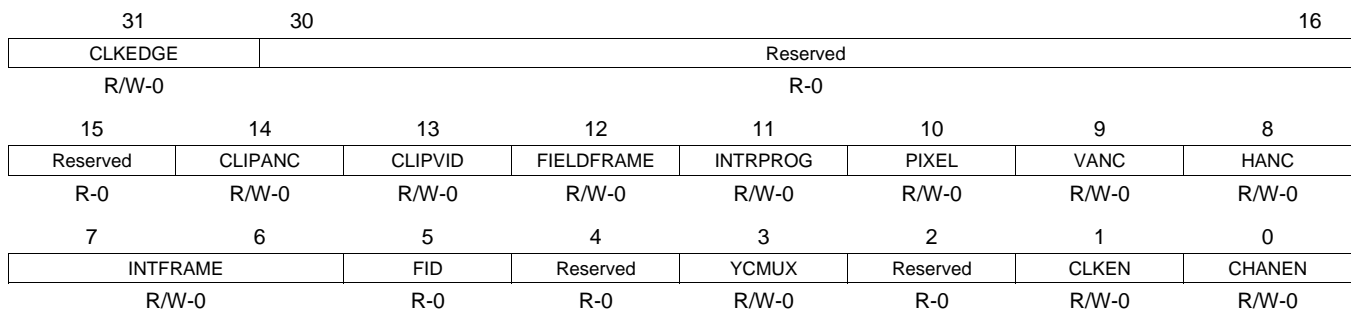 31 30 16
CLKEDGE Reserved
R/W-0 R-0
15 14 13 12 11 10 9 8
Reserved CLIPANC CLIPVID FIELDFRAME INTRPROG PIXEL VANC HANC
R-0 R/W-0 R/W-0 R/W-0 R/W-0 R/W-0 R/W-0 R/W-0
7 6 5 4 3 2 1 0
INTFRAME FID Reserved YCMUX Reserved CLKEN CHANEN
R/W-0 R-0 R-0 R/W-0 R-0 R/W-0 R/W-0